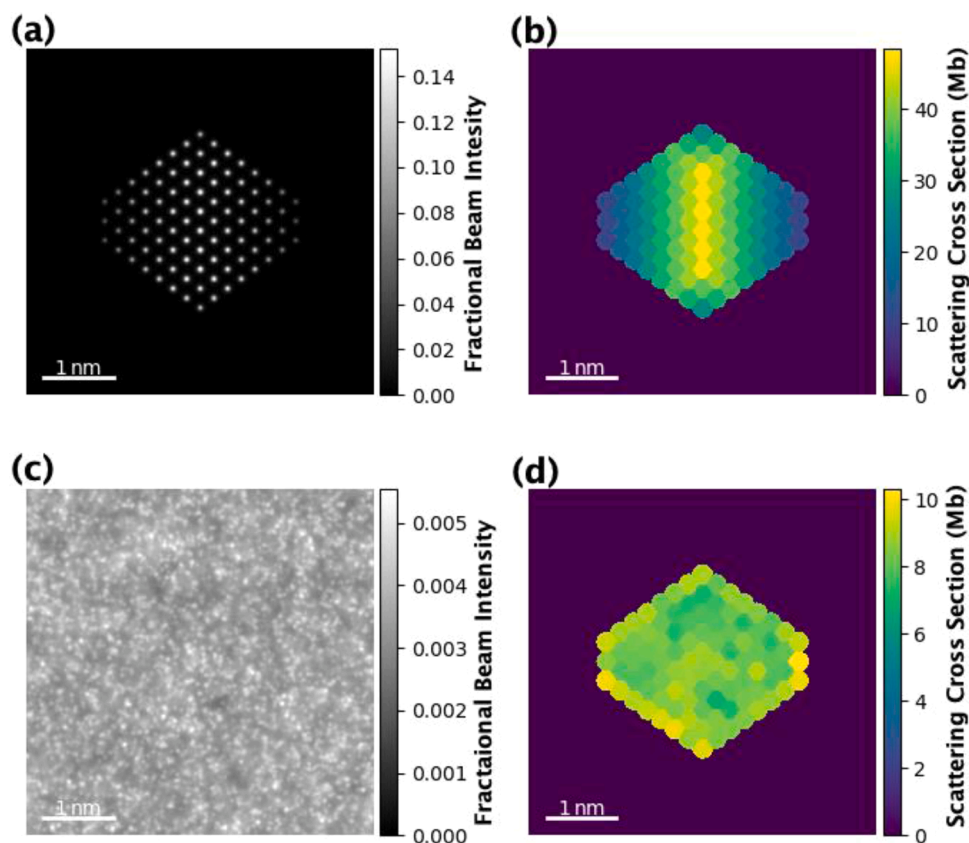 (a)
0.14
0.12
0.10
0.08
0.06
0.04
0.02
0.00
Fractional Beam Intesity
1 nm
(b)
40
30
20
10
0
Scattering Cross Section (Mb)
1 nm
(c)
0.005
0.004
0.003
0.002
0.001
0.000
Fractaional Beam Intensity
1 nm
(d)
10
8
6
4
2
0
Scattering Cross Section (Mb)
1 nm